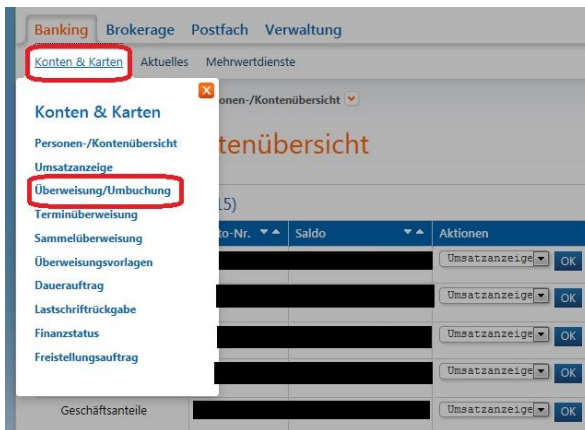 Banking Brokerage Postfach Verwaltung
Konten & Karten Aktuelles Mehrwertdienste
onen-/Kontenübersicht
Konten & Karten
tenübersicht
Personen-/Kontenübersicht
Umsatzanzeige
Überweisung/Umbuchung
15)
Terminüberweisung
to-Nr. Saldo Aktionen
Sammelüberweisung
Überweisungsvorlagen
Umsatzanzeige OK
Dauerauftrag
Umsatzanzeige OK
Lastschriftrückgabe
Finanzstatus
Umsatzanzeige OK
Freistellungsauftrag
Umsatzanzeige OK
Geschäftsanteile Umsatzanzeige OK